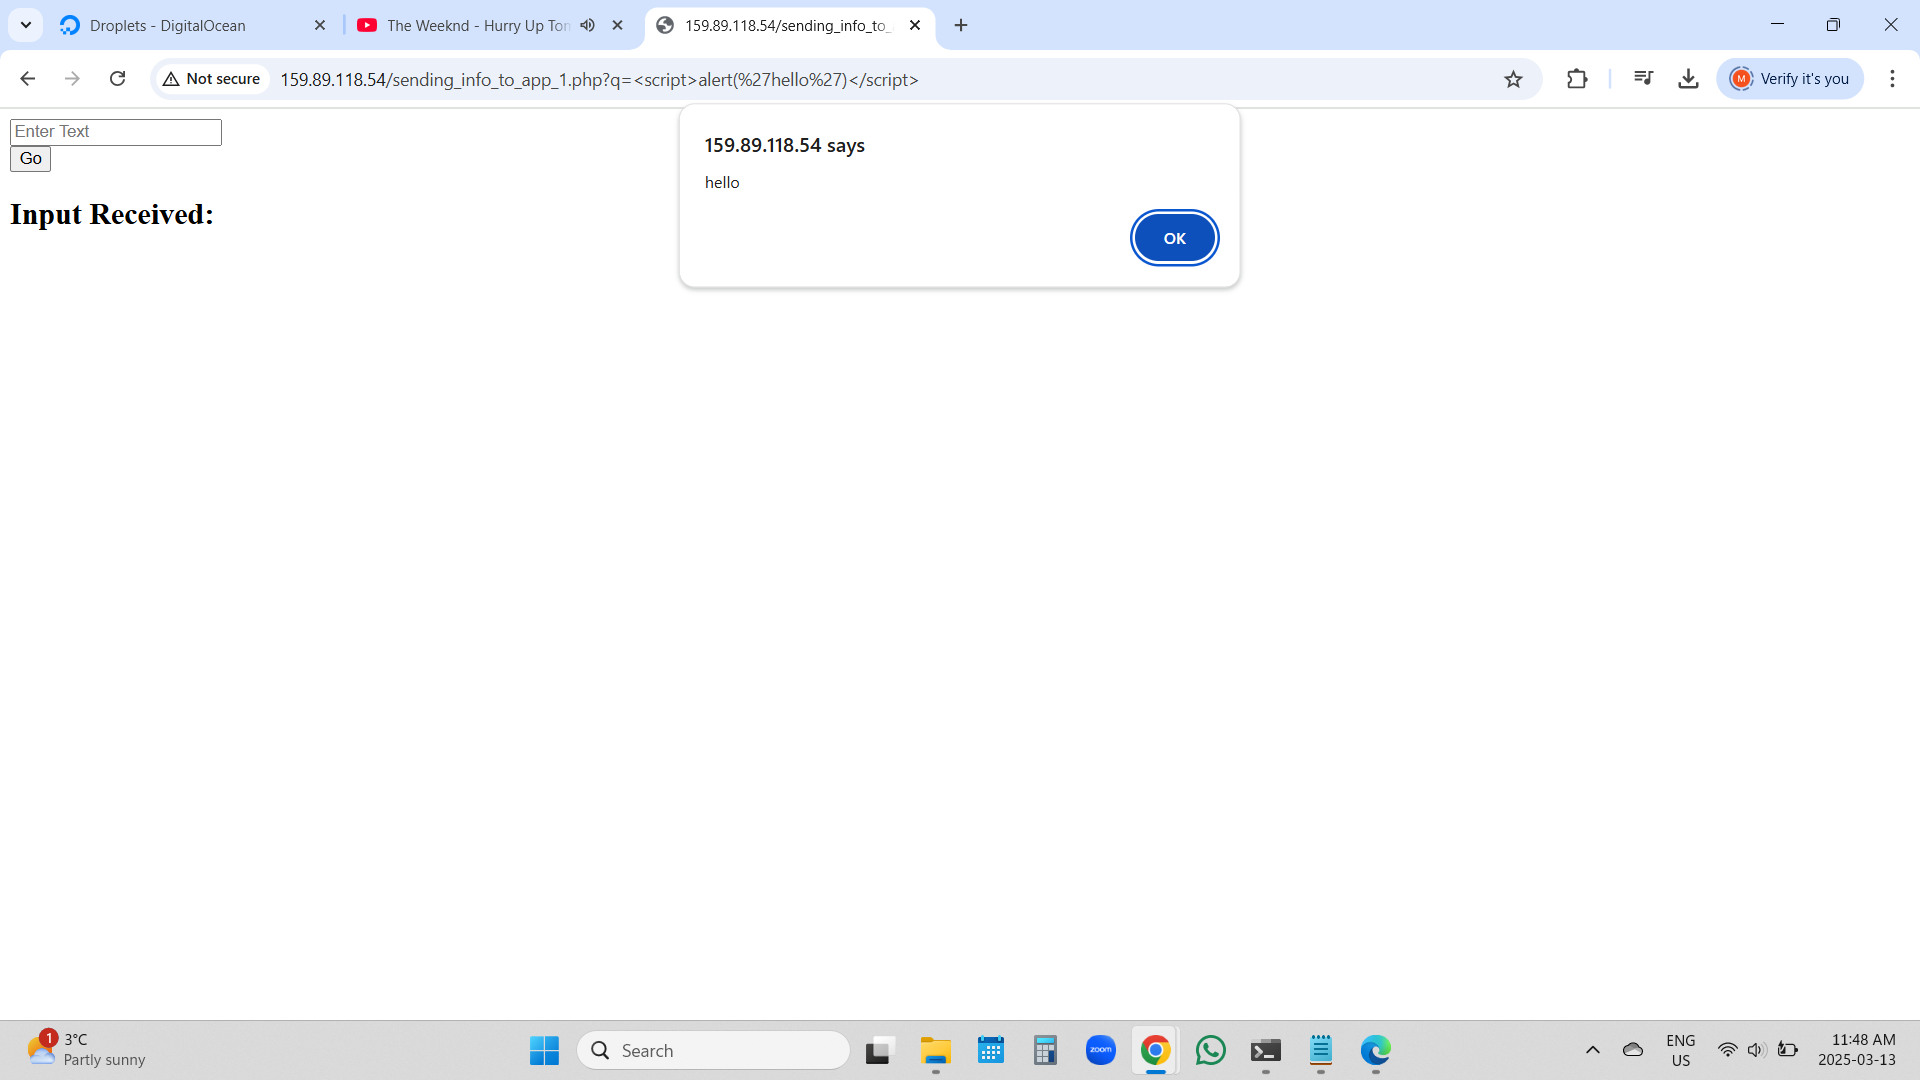 Droplets - DigitalOcean
The Weeknd - Hurry Up Tom
159.89.118.54/sending_info_to_
Not secure
159.89.118.54/sending_info_to_app_1.php?q=<script>alert(%27hello%27)</script>
M
Verify it's you
Enter Text
Go
Input Received:
159.89.118.54 says
hello
OK
1
3°C
Partly sunny
Search
zoom
ENG
US
11:48 AM
2025-03-13